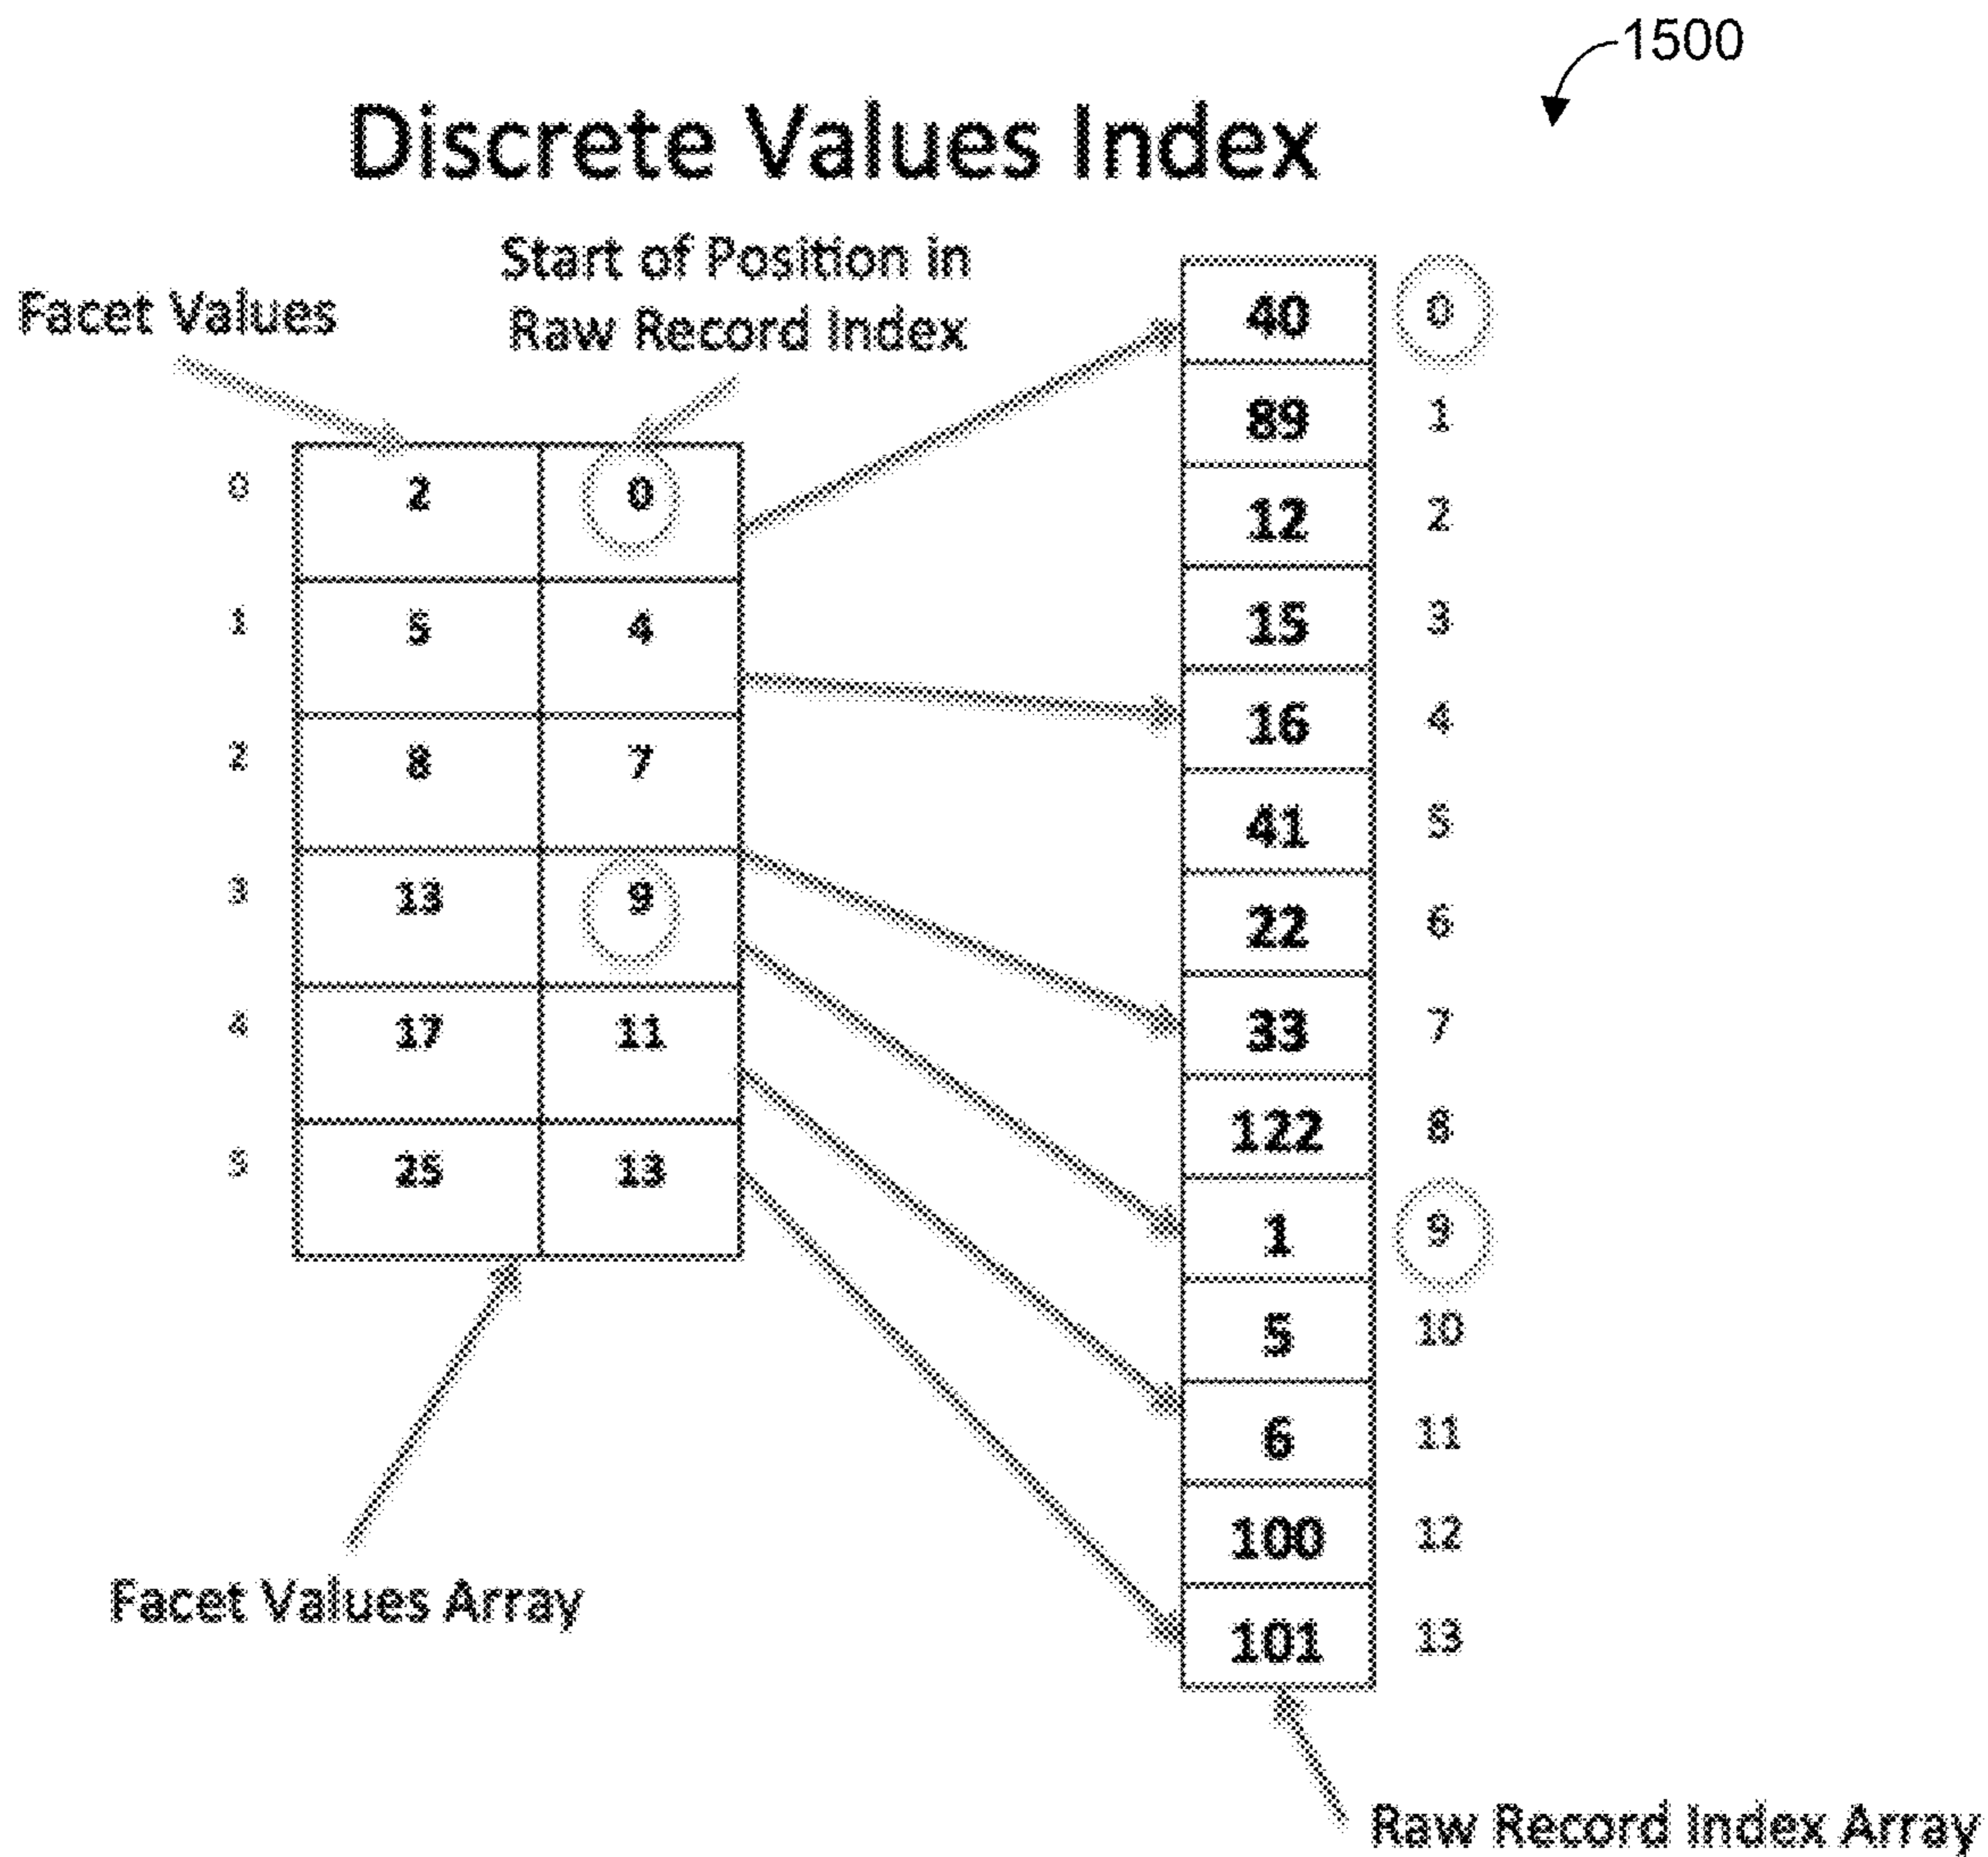 1500
Discrete Values Index
Start of Position in
Raw Record Index
Facet Values
0 2 0
1 5 4
2 8 7
3 13 9
4 17 11
5 25 13
Facet Values Array
40 0
89 1
12 2
15 3
16 4
41 5
22 6
33 7
122 8
1 9
5 10
6 11
100 12
101 13
Raw Record Index Array